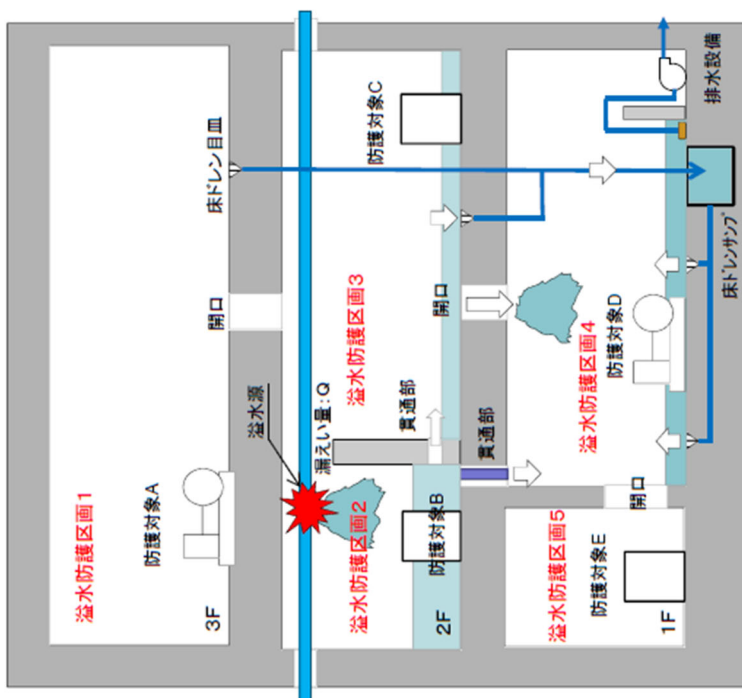 溢水防護区画1
防護対象A
3F
溢水源
開口
床ドレン目皿
漏えい量:Q
溢水防護区画2
防護対象B
2F
貫通部
溢水防護区画3
防護対象C
開口
貫通部
溢水防護区画5
防護対象E
1F
開口
溢水防護区画4
防護対象D
床ドレンサンプ
排水設備